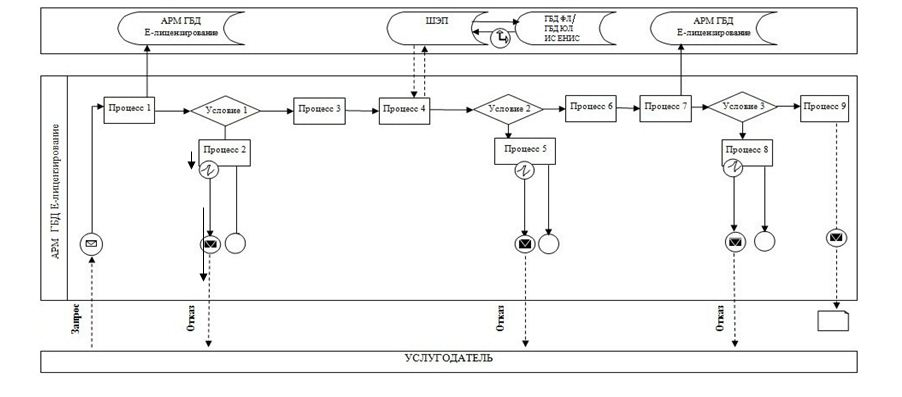 АРМ ГБД
Е-лицензирование
ШЭП
ГБД ФЛ/
ГБД ЮЛ
ИС ЕНИС
АРМ ГБД
Е-лицензирование
АРМ ГБД Е-лицензирование
Процесс 1
Условие 1
Процесс 3
Процесс 4
Условие 2
Процесс 6
Процесс 7
Условие 3
Процесс 9
Процесс 2
Процесс 5
Процесс 8
Запрос
Отказ
Отказ
Отказ
УСЛУГОДАТЕЛЬ